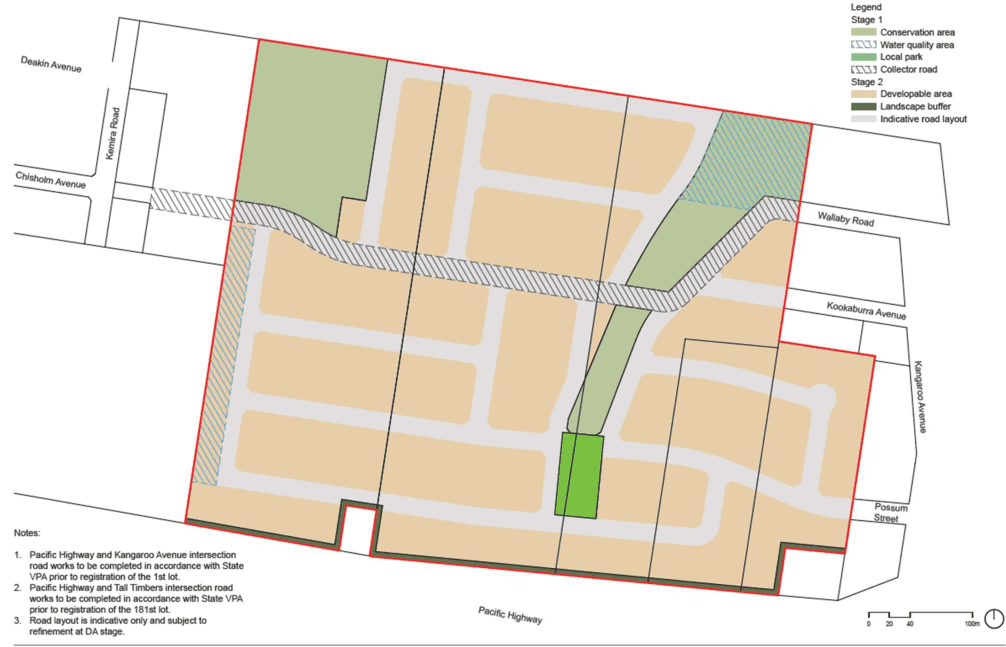 Legend
Stage 1
Conservation area
Water quality area
Local park
Collector road
Stage 2
Developable area
Landscape buffer
Indicative road layout
Deakin Avenue
Kemira Road
Chisholm Avenue
Wallaby Road
Kookaburra Avenue
Kangaroo Avenue
Possum
Street
Notes:
1. Pacific Highway and Kangaroo Avenue intersection
road works to be completed in accordance with State
VPA prior to registration of the 1st lot.
2. Pacific Highway and Tall Timbers intersection road
works to be completed in accordance with State VPA
prior to registration of the 181st lot.
3. Road layout is indicative only and subject to
refinement at DA stage.
Pacific Highway
0 20 40 100m